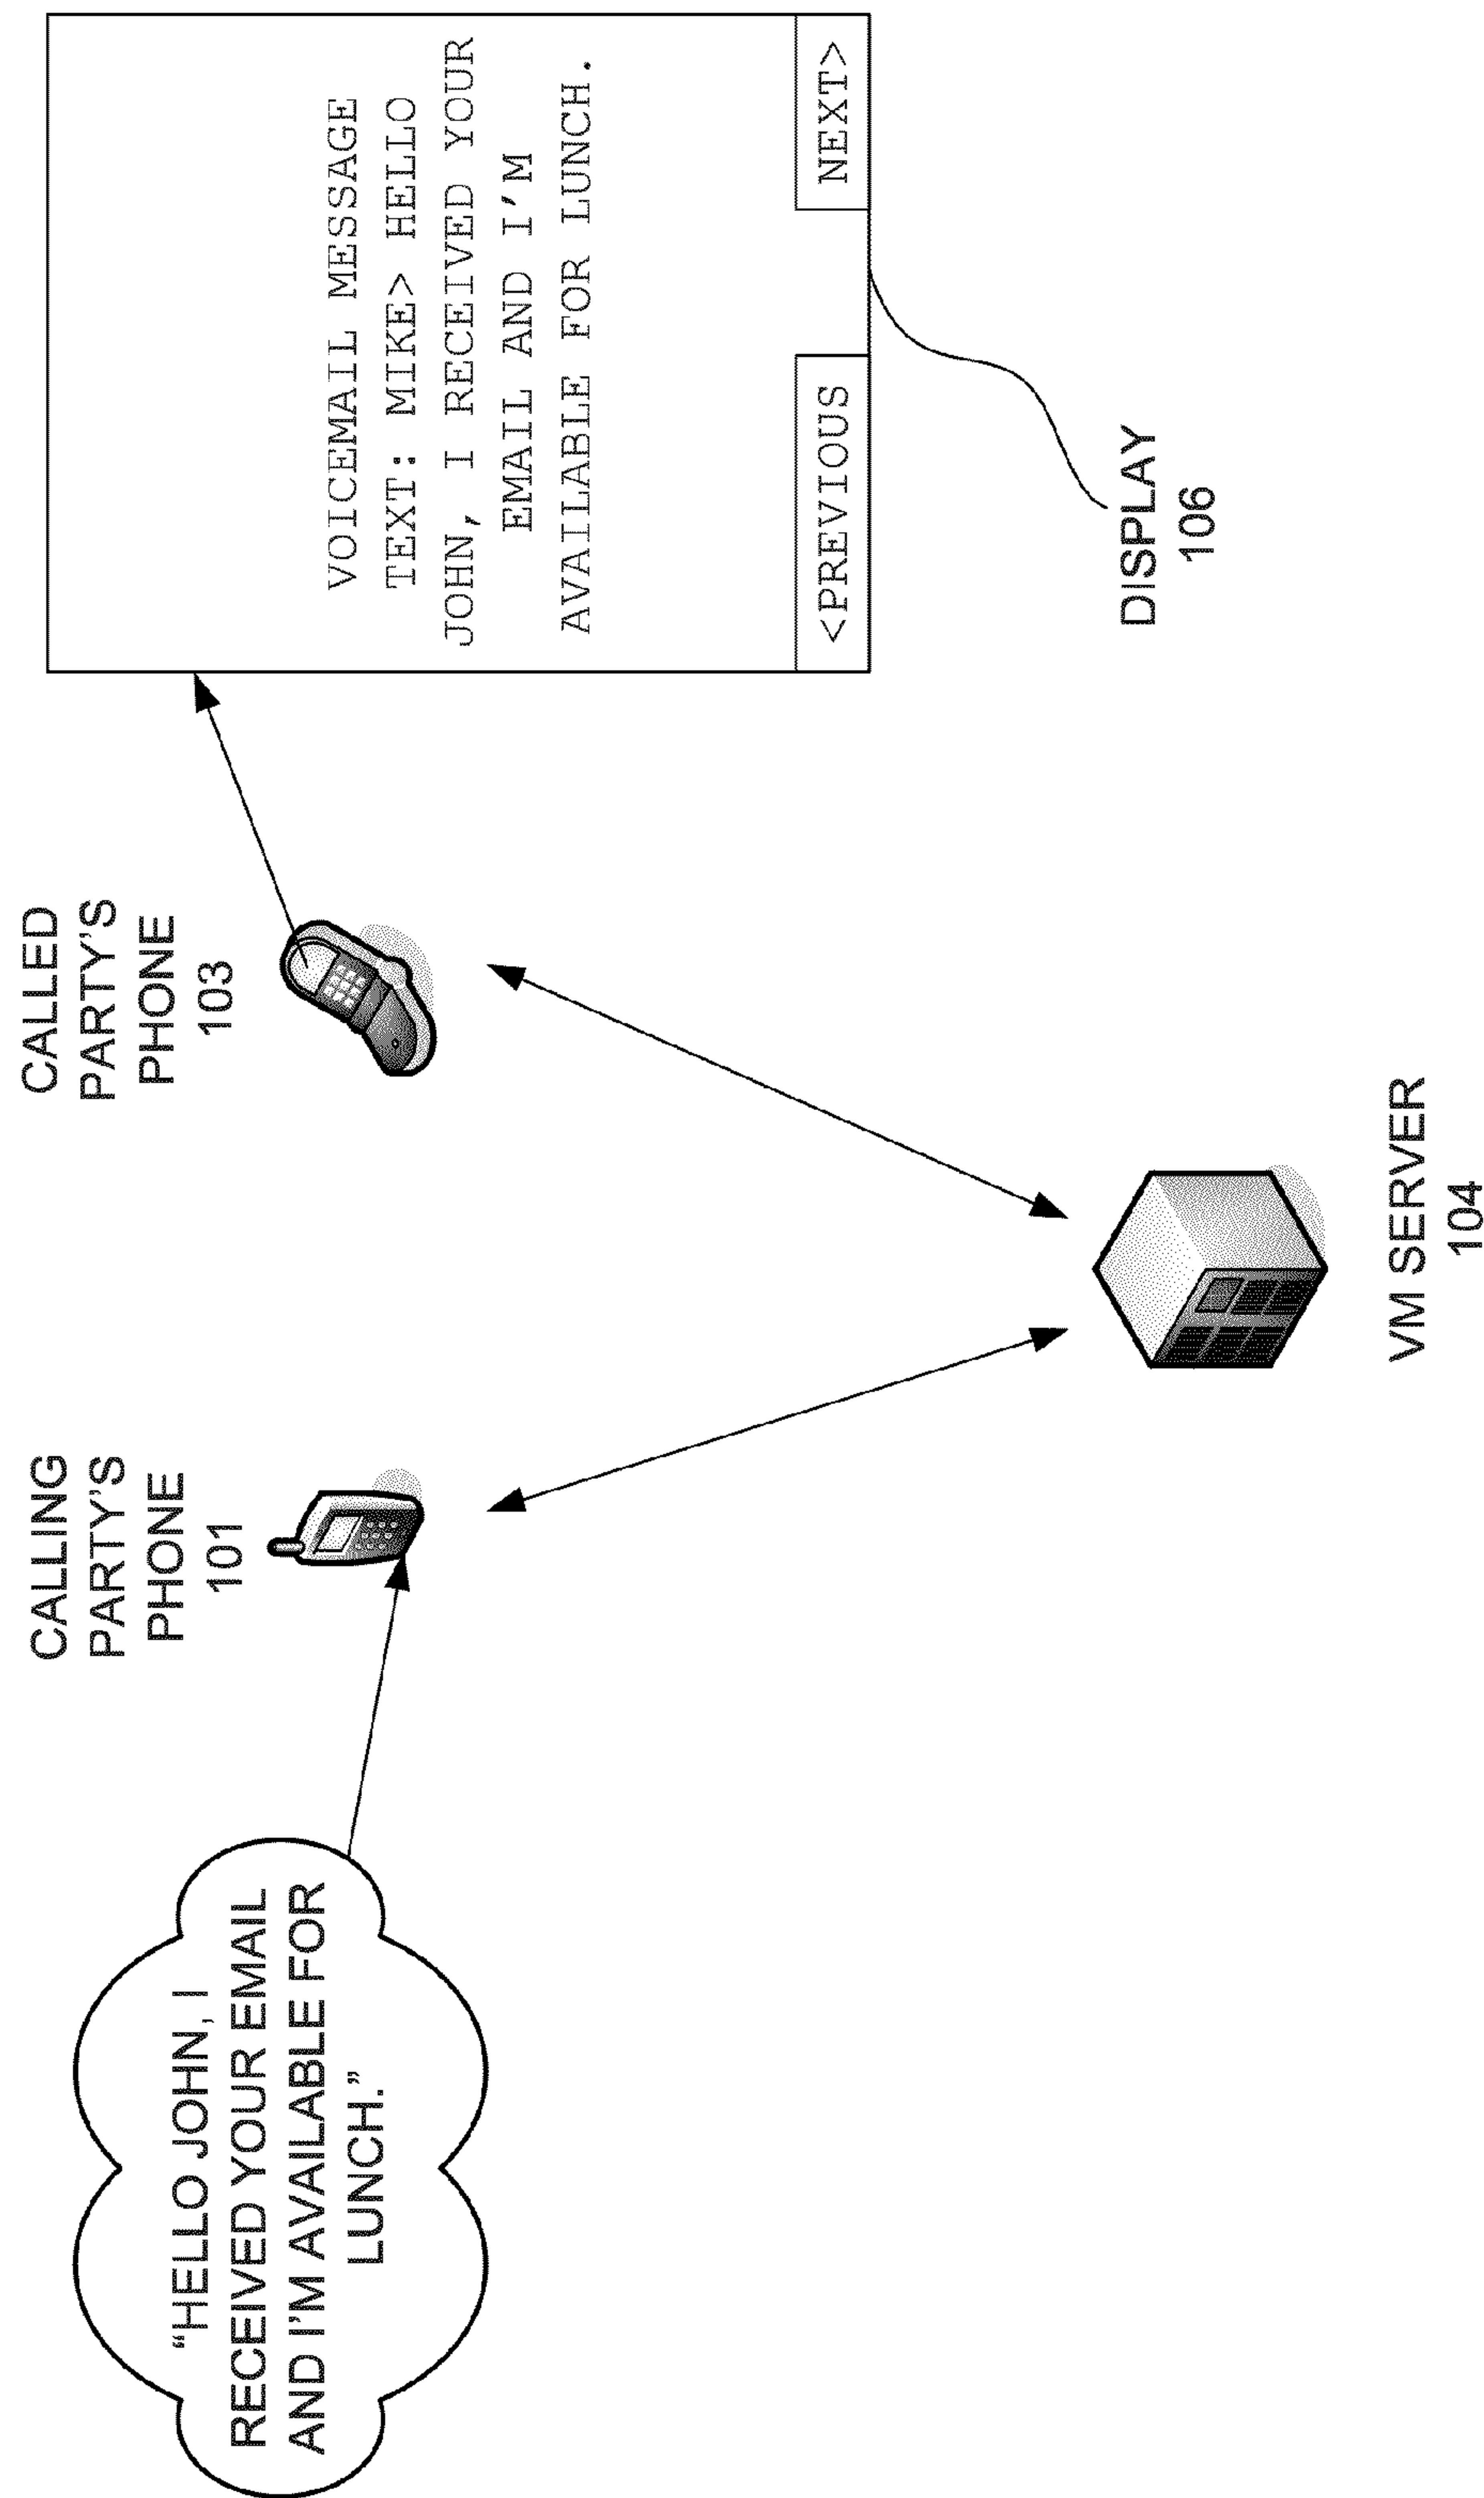 "HELLO JOHN, I
RECEIVED YOUR EMAIL
AND I'M AVAILABLE FOR
LUNCH."
CALLING
PARTY'S
PHONE
101
CALLED
PARTY'S
PHONE
103
VOICEMAIL MESSAGE
TEXT: MIKE> HELLO
JOHN, I RECEIVED YOUR
EMAIL AND I'M
AVAILABLE FOR LUNCH.
<PREVIOUS
NEXT>
DISPLAY
106
VM SERVER
104